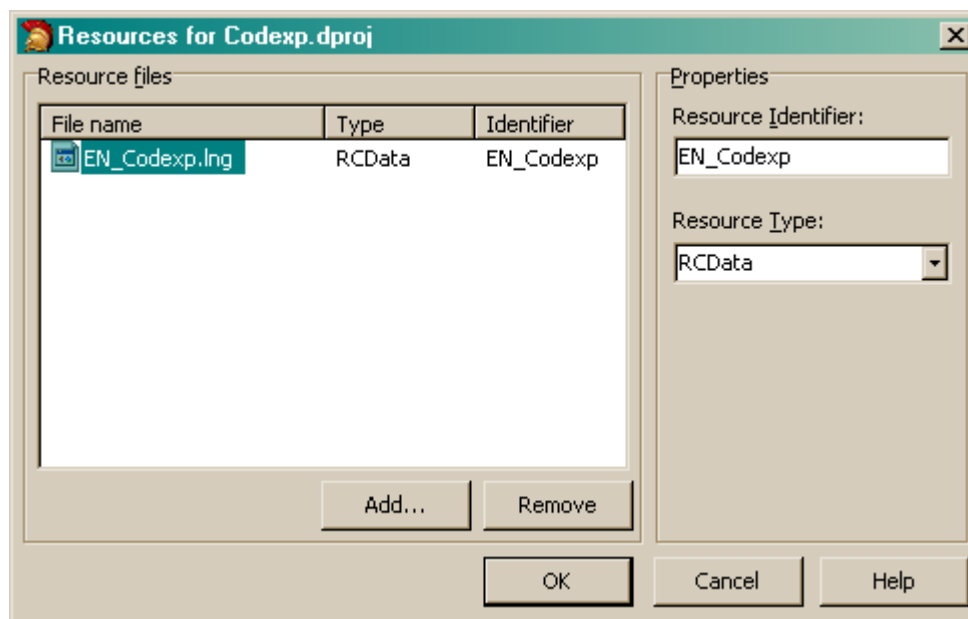 Resources for Codexp.dproj
Resource files
File name Type Identifier
EN_Codexp.lng RCData EN_Codexp
Add... Remove
Properties
Resource Identifier:
EN_Codexp
Resource Type:
RCData
OK Cancel Help